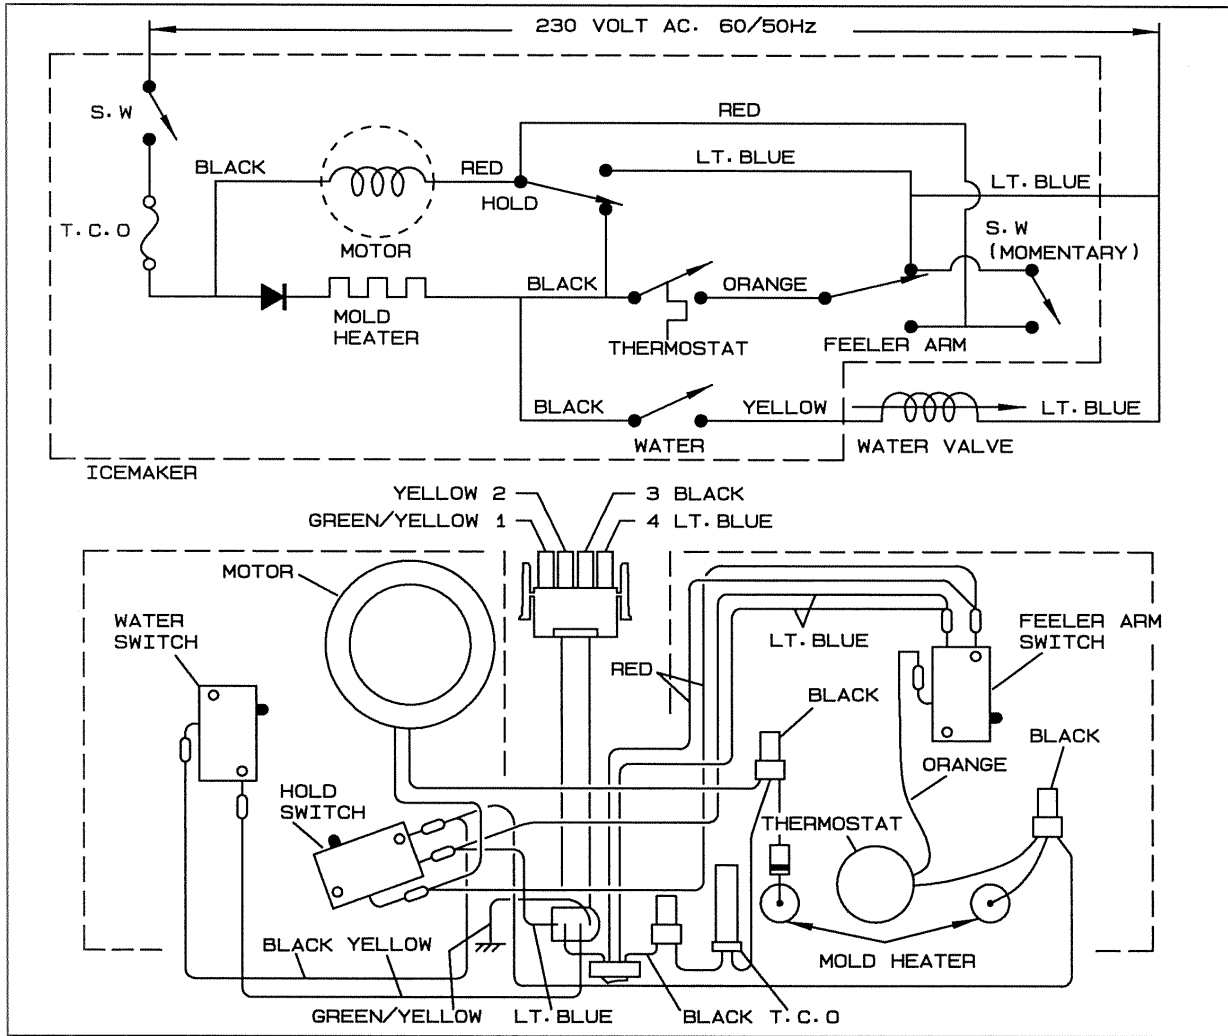 230 VOLT AC. 60/50Hz
S.W
RED
BLACK
RED
LT.BLUE
LT.BLUE
HOLD
T.C.O
MOTOR
S.W
(MOMENTARY)
BLACK
ORANGE
MOLD
HEATER
THERMOSTAT
FEELER ARM
BLACK
YELLOW
LT.BLUE
WATER
WATER VALVE
ICEMAKER
YELLOW 2
3 BLACK
GREEN/YELLOW 1
4 LT.BLUE
MOTOR
WATER
SWITCH
LT.BLUE
FEELER ARM
SWITCH
RED
BLACK
BLACK
ORANGE
HOLD
SWITCH
THERMOSTAT
BLACK YELLOW
MOLD HEATER
GREEN/YELLOW
LT.BLUE
BLACK
T.C.O